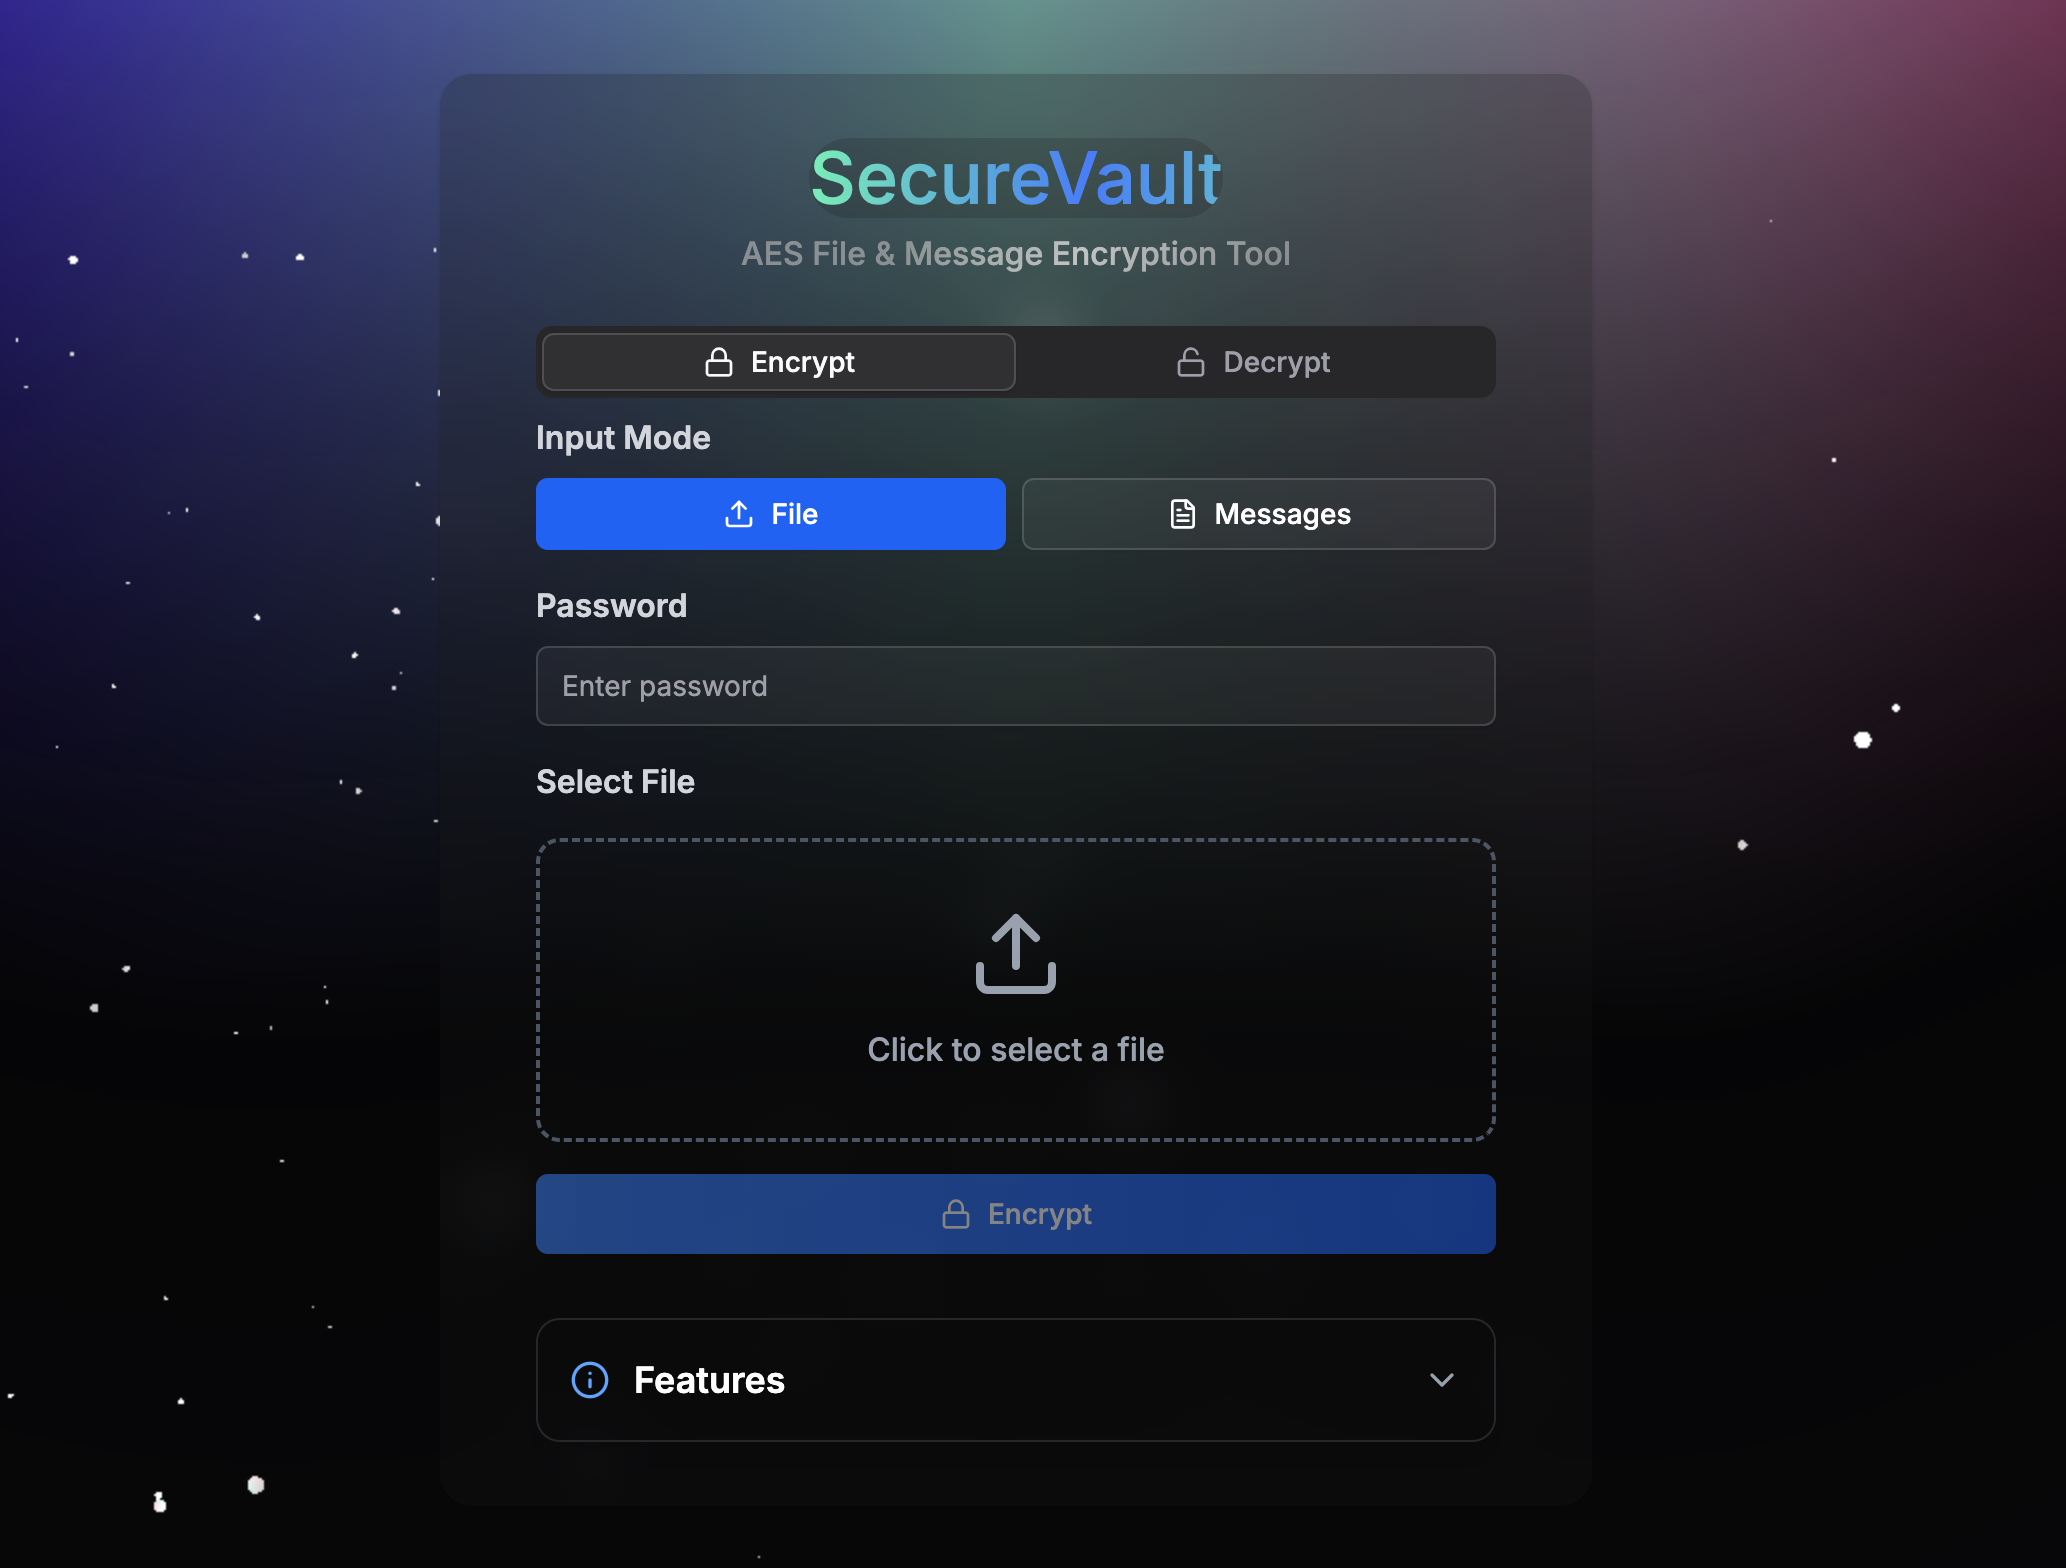 SecureVault
AES File & Message Encryption Tool
Encrypt
Decrypt
Input Mode
File
Messages
Password
Enter password
Select File
Click to select a file
Encrypt
Features